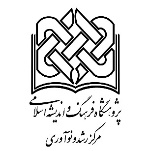 پژوهشگاه فرهنگ و اندیشه اسلامی
مرکز رشد و نوآوری